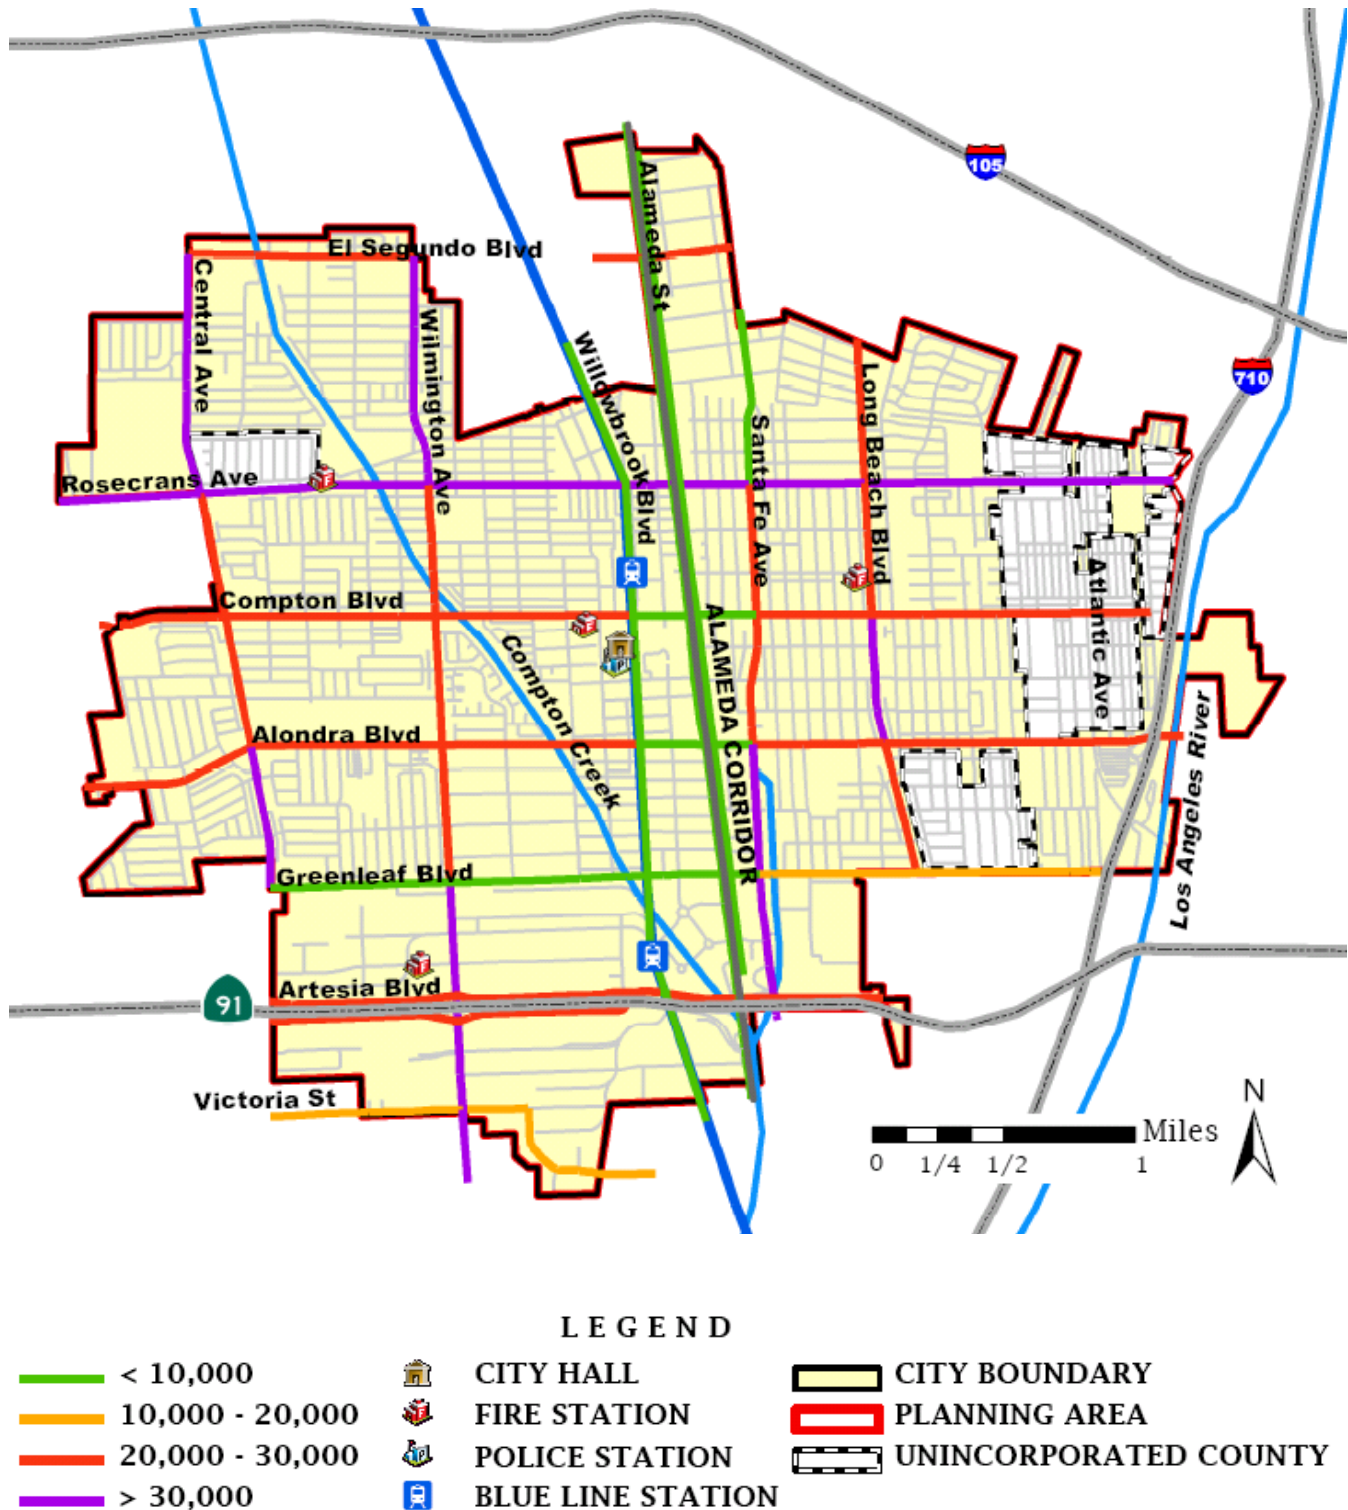 105
Alameda St
El Segundo Blvd
Central Ave
Wilmington Ave
Willowbrook Blvd
Long Beach Blvd
710
Santa Fe Ave
Rosecrans Ave
Atlantic Ave
Compton Blvd
ALAMEDA CORRIDOR
Compton Creek
Los Angeles River
Alondra Blvd
Greenleaf Blvd
Artesia Blvd
91
Victoria St
N
Miles
0 1/4 1/2 1
LEGEND
< 10,000
10,000 - 20,000
20,000 - 30,000
> 30,000
CITY HALL
FIRE STATION
POLICE STATION
BLUE LINE STATION
CITY BOUNDARY
PLANNING AREA
UNINCORPORATED COUNTY